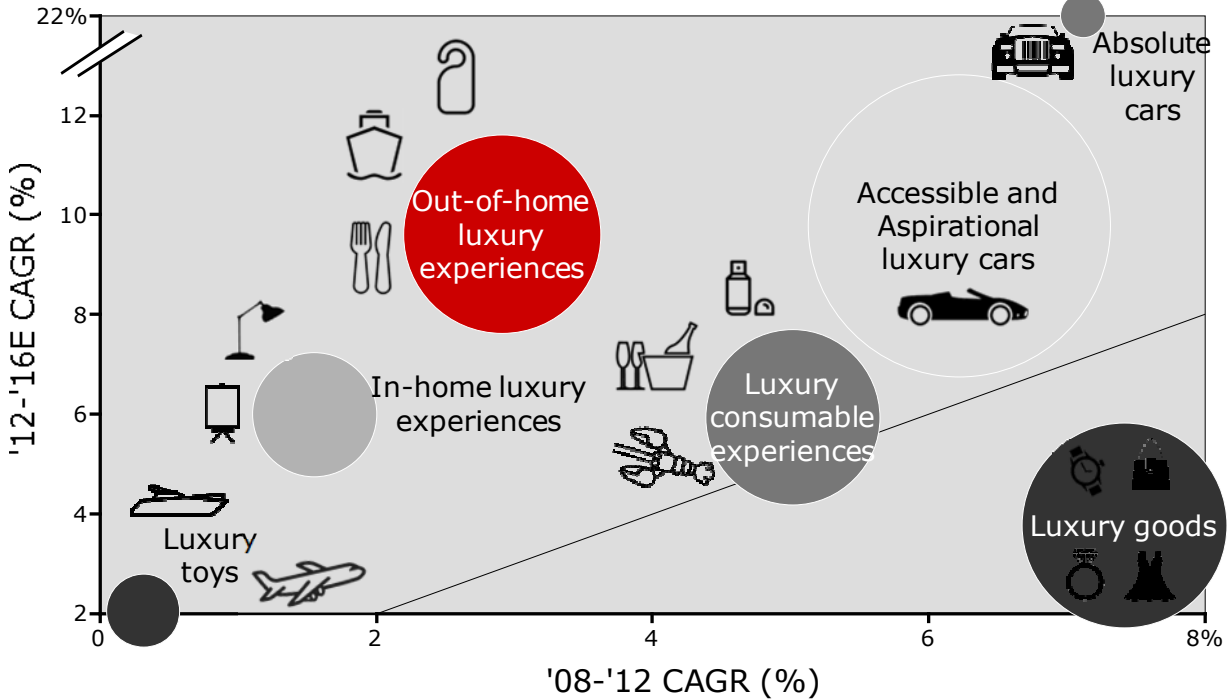 22%
12
10
8
6
4
2
'12-'16E CAGR (%)
Absolute
luxury
cars
Out-of-home
luxury
experiences
Accessible and
Aspirational
luxury cars
In-home luxury
experiences
Luxury
consumable
experiences
Luxury goods
Luxury
toys
0
2
4
6
8%
'08-'12 CAGR (%)